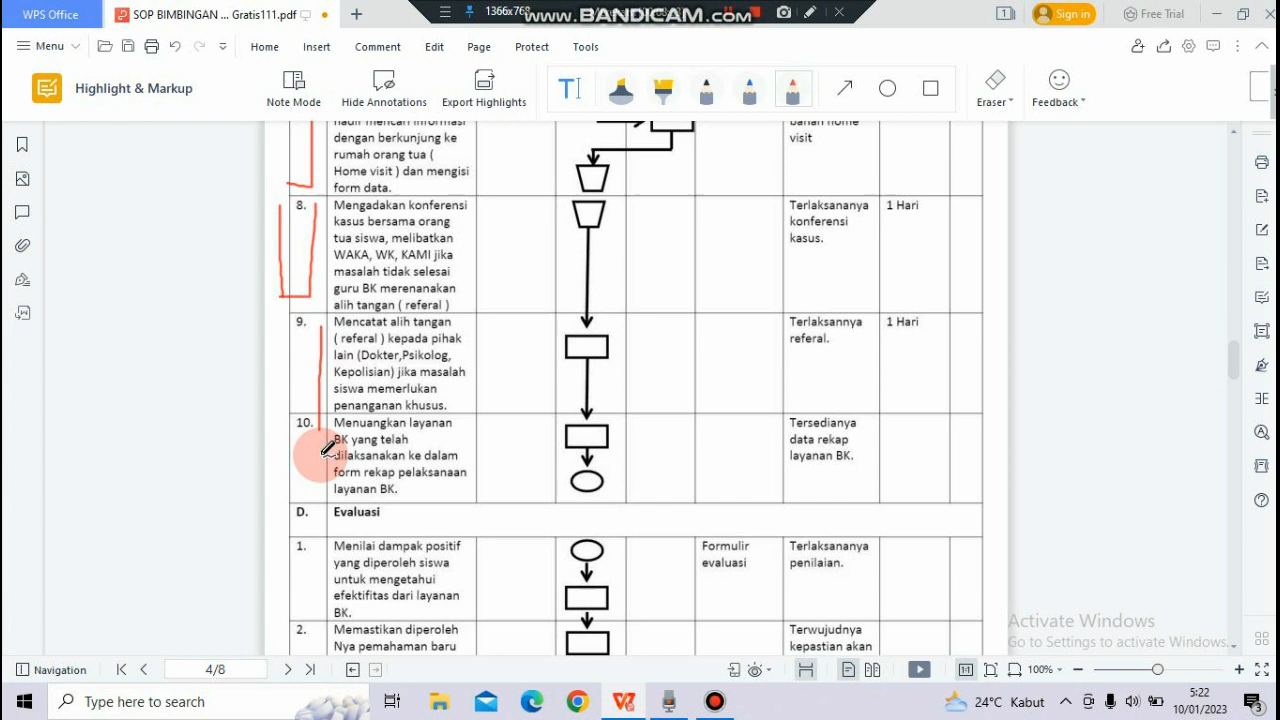 WPS Office
SOP BIMBINGAN
Gratis111.pdf
1366x768
www.BANDICAM.com
Sign in
Free Trial
Menu
Home
Insert
Comment
Edit
Page
Protect
Tools
Highlight & Markup
Note Mode
Hide Annotations
Export Highlights
Eraser
Feedback
hadir mencari informasi
dengan berkunjung ke
rumah orang tua (
Home visit ) dan mengisi
form data.
bahan home
visit
8.
Mengadakan konferensi
kasus bersama orang
tua siswa, melibatkan
WAKA, WK, KAMI jika
masalah tidak selesai
guru BK merenanakan
alih tangan ( referal )
Terlaksananya
konferensi
kasus.
1 Hari
9.
Mencatat alih tangan
( referal ) kepada pihak
lain (Dokter,Psikolog,
Kepolisian) jika masalah
siswa memerlukan
penanganan khusus.
Terlaksannya
referal.
1 Hari
10.
Menuangkan layanan
BK yang telah
dilaksanakan ke dalam
form rekap pelaksanaan
layanan BK.
Tersedianya
data rekap
layanan BK.
D.
Evaluasi
1.
Menilai dampak positif
yang diperoleh siswa
untuk mengetahui
efektifitas dari layanan
BK.
Formulir
evaluasi
Terlaksananya
penilaian.
2.
Memastikan diperoleh
Nya pemahaman baru
Terwujudnya
kepastian akan
Activate Windows
Go to Settings to activate Windows.
Navigation
4/8
100%
Type here to search
24°C Kabut
5:22
10/01/2023
3